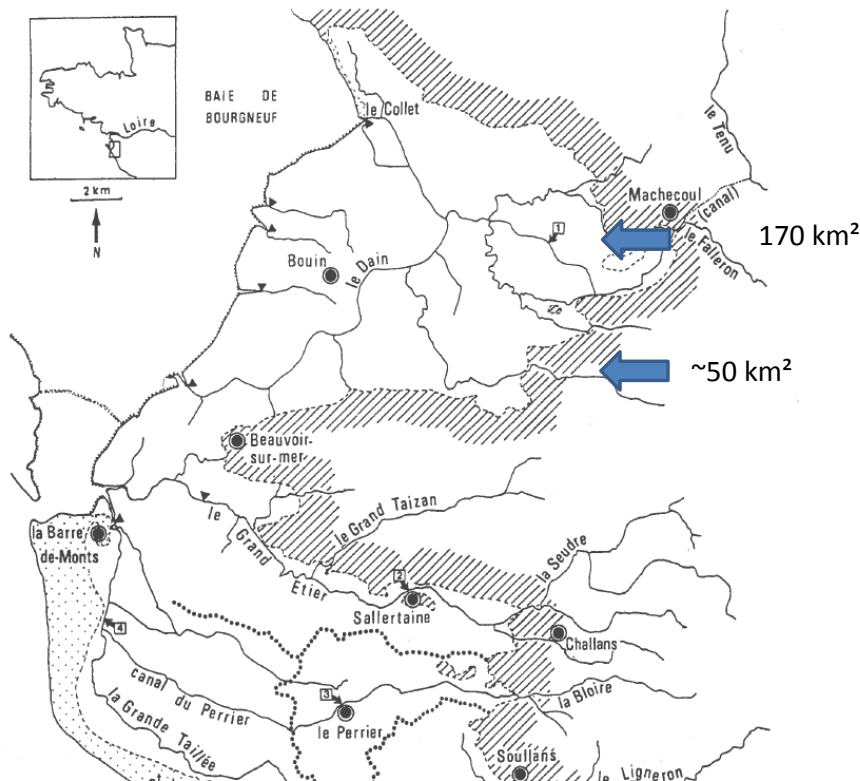 BAIE DE
BOURGNEUF
Loire
2 km
N
le Collet
le Tenu
Machecoul
(canal)
le Falleron
1
170 km²
Bouin
le Dain
~50 km²
Beauvoir-
sur-mer
le Grand Taizan
le Grand Etier
la Barre
de-Monts
la Seudre
2
Sallertaine
Challans
4
canal du Perrier
la Grande Taillée
3
le Perrier
la Bloire
Soullans
le Ligneron